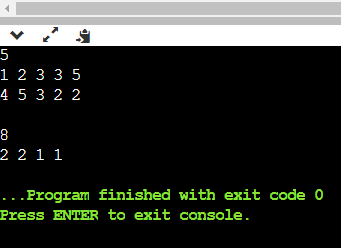 5
1 2 3 3 5
4 5 3 2 2
8
2 2 1 1
...Program finished with exit code 0
Press ENTER to exit console.